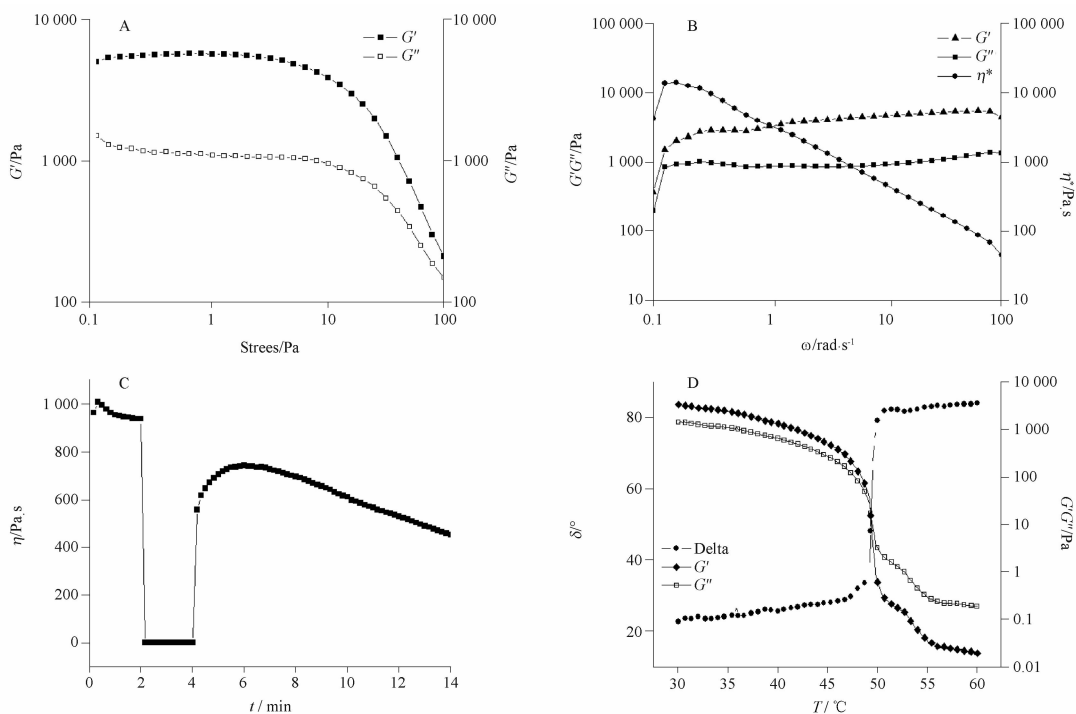 A
G′
G″
10 000
1 000
100
G′/Pa
10 000
1 000
100
G″/Pa
0.1
1
10
100
Strees/Pa
B
G′
G″
η*
100 000
10 000
1 000
100
10
G′G″/Pa
100 000
10 000
1 000
100
10
η*/Pa.s
0.1
1
10
100
ω/rad·s⁻¹
C
1 000
800
600
400
200
0
η/Pa.s
0
2
4
6
8
10
12
14
t / min
D
Delta
G′
G″
80
60
40
20
δ/°
10 000
1 000
100
10
1
0.1
0.01
G′G″/Pa
30
35
40
45
50
55
60
T / ℃